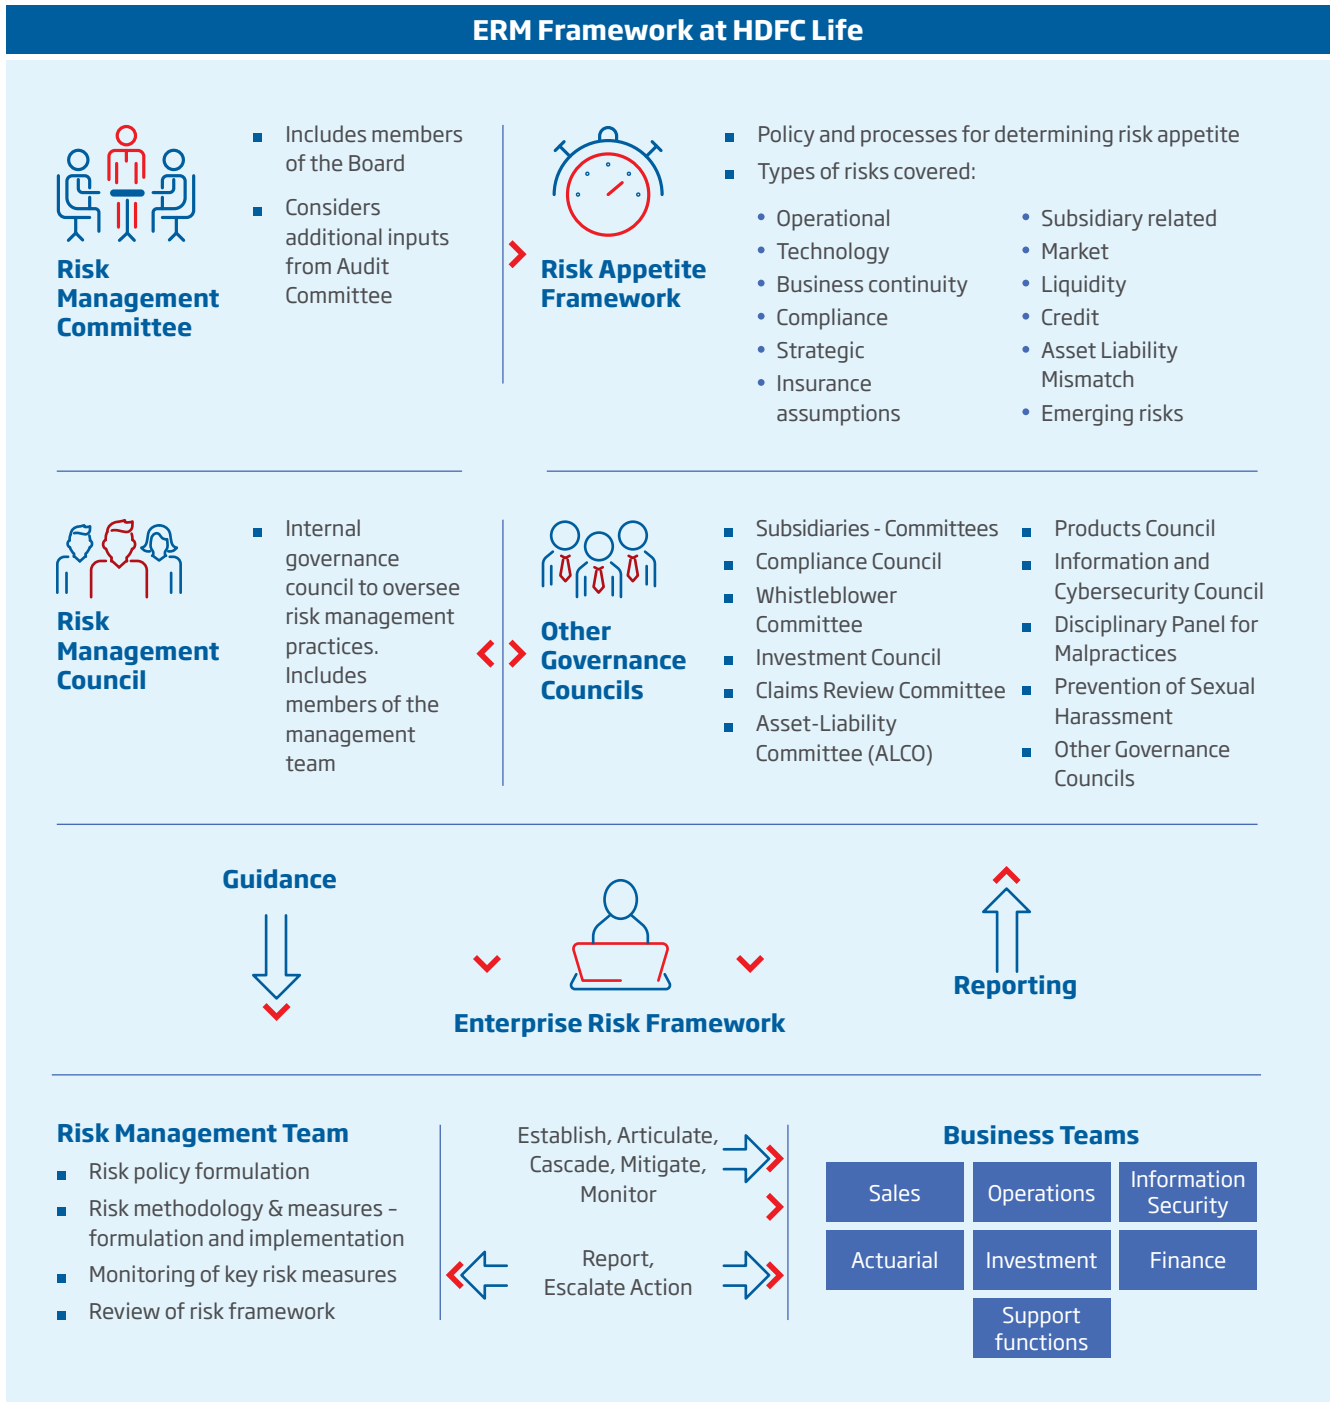 ERM Framework at HDFC Life
Risk
Management
Committee
Includes members
of the Board
Considers
additional inputs
from Audit
Committee
Risk Appetite
Framework
Policy and processes for determining risk appetite
Types of risks covered:
Operational
Technology
Business continuity
Compliance
Strategic
Insurance
assumptions
Subsidiary related
Market
Liquidity
Credit
Asset Liability
Mismatch
Emerging risks
Risk
Management
Council
Internal
governance
council to oversee
risk management
practices.
Includes
members of the
management
team
Other
Governance
Councils
Subsidiaries - Committees
Compliance Council
Whistleblower
Committee
Investment Council
Claims Review Committee
Asset-Liability
Committee (ALCO)
Products Council
Information and
Cybersecurity Council
Disciplinary Panel for
Malpractices
Prevention of Sexual
Harassment
Other Governance
Councils
Guidance
Enterprise Risk Framework
Reporting
Risk Management Team
Risk policy formulation
Risk methodology & measures –
formulation and implementation
Monitoring of key risk measures
Review of risk framework
Establish, Articulate,
Cascade, Mitigate,
Monitor
Report,
Escalate Action
Business Teams
Sales
Operations
Information
Security
Actuarial
Investment
Finance
Support
functions